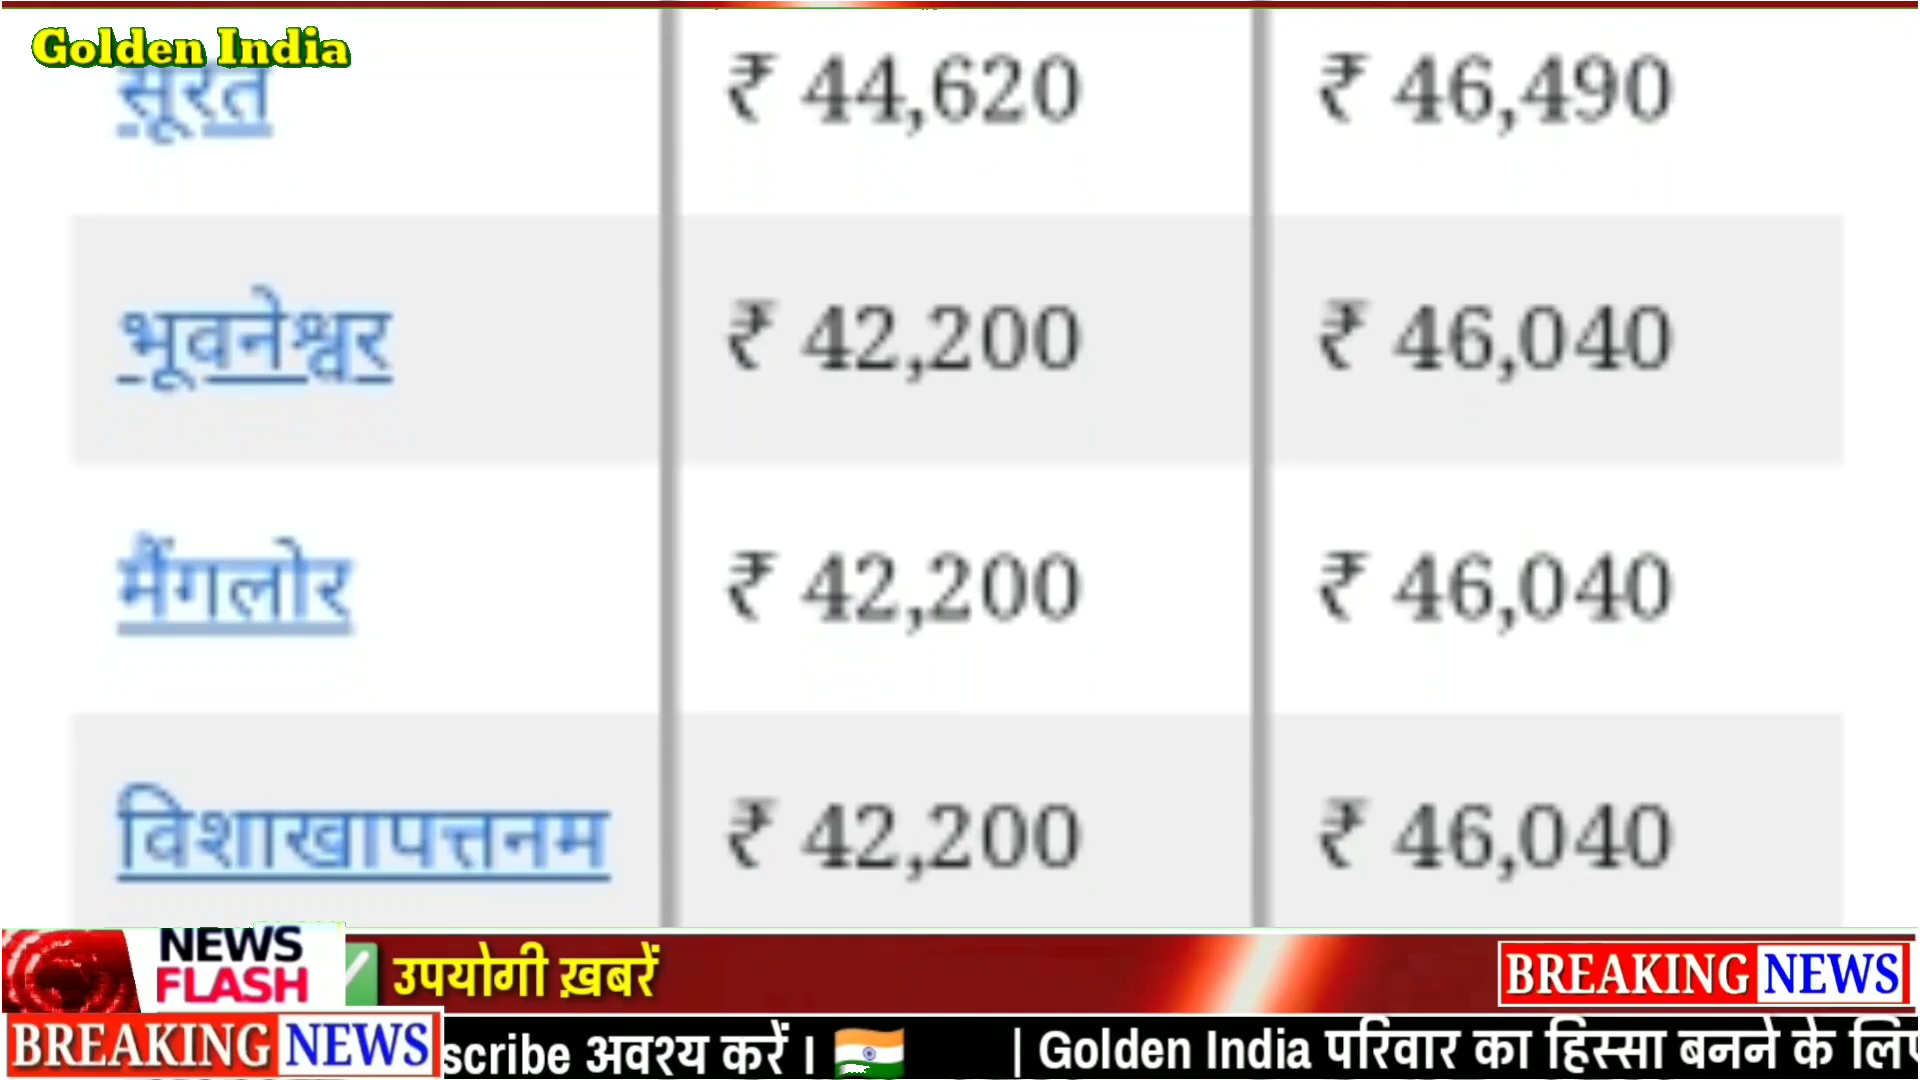 Golden India
सूरत ₹ 44,620 ₹ 46,490
भूवनेश्वर ₹ 42,200 ₹ 46,040
मैंगलोर ₹ 42,200 ₹ 46,040
विशाखापत्तनम ₹ 42,200 ₹ 46,040
NEWS
FLASH
✅ उपयोगी ख़बरें
BREAKING NEWS
BREAKING NEWS
scribe अवश्य करें । 🇮🇳 | Golden India परिवार का हिस्सा बनने के